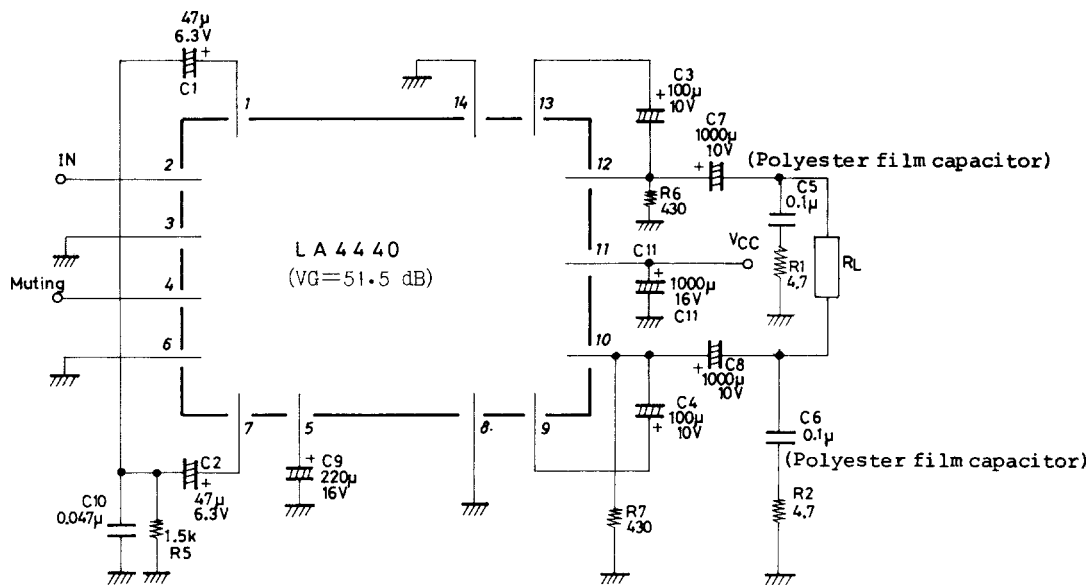 47μ
6.3V
+
C1
1
14
13
C3
+
100μ
10V
C7
1000μ
10V
+
(Polyester film capacitor)
IN
2
12
C5
0.1μ
R6
430
3
LA4440
(VG=51.5 dB)
11
C11
VCC
R1
4.7
RL
Muting
4
+
1000μ
16V
C11
6
10
C8
+
1000μ
10V
C4
100μ
10V
+
7
5
8
9
C6
0.1μ
(Polyester film capacitor)
C2
+
47μ
6.3V
+
C9
220μ
16V
C10
0.047μ
1.5k
R5
R7
430
R2
4.7